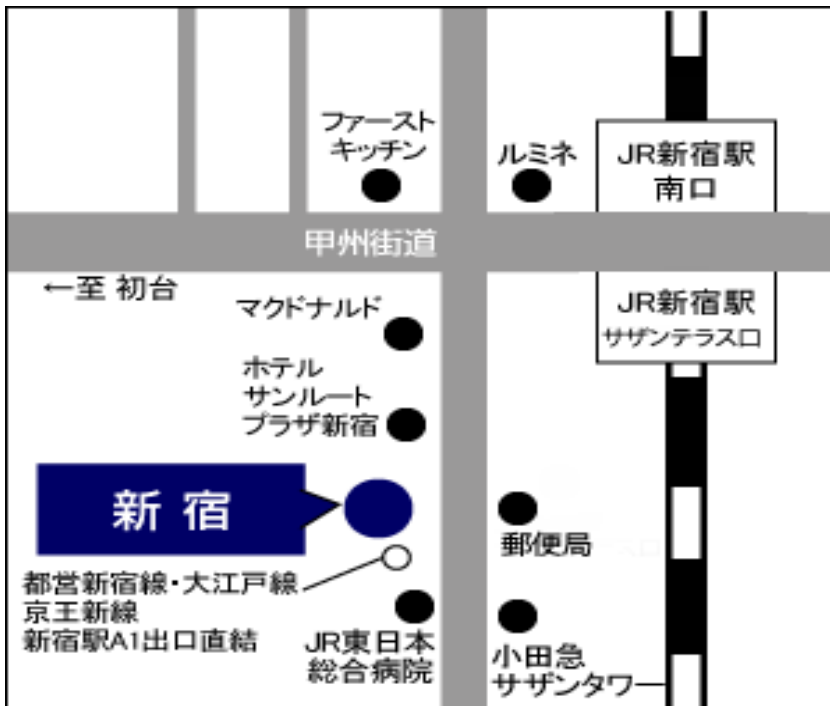 ファースト
キッチン
ルミネ
JR新宿駅
南口
甲州街道
←至 初台
マクドナルド
JR新宿駅
サザンテラス口
ホテル
サンルート
プラザ新宿
新宿
郵便局
都営新宿線・大江戸線
京王新線
新宿駅A1出口直結
JR東日本
総合病院
小田急
サザンタワー